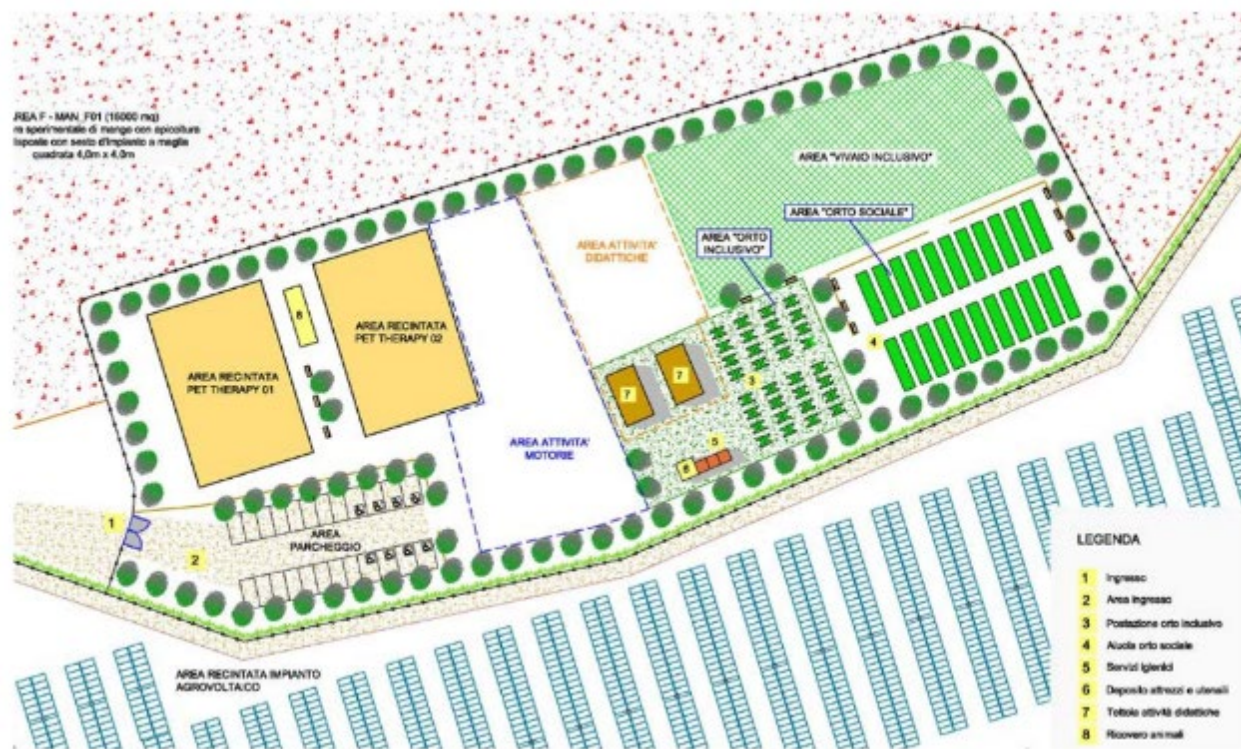 AREA F - MAN_F01 (15000 mq)
sperimentale di mango con apicoltura
disposte con sesto d'impianto a maglia
quadrata 4,0m x 4,0m
AREA "VIVAIO INCLUSIVO"
AREA "ORTO SOCIALE"
AREA "ORTO
INCLUSIVO"
AREA ATTIVITA'
DIDATTICHE
8
AREA RECINTATA
PET THERAPY 02
AREA RECINTATA
PET THERAPY 01
4
7
7
3
AREA ATTIVITA'
MOTORIE
5
6
1
2
AREA
PARCHEGGIO
AREA RECINTATA IMPIANTO
AGROVOLTAICO
LEGENDA
1 Ingresso
2 Area ingresso
3 Postazione orto inclusivo
4 Aiuola orto sociale
5 Servizi igienici
6 Deposito attrezzi e utensili
7 Tettoia attività didattiche
8 Ricovero animali